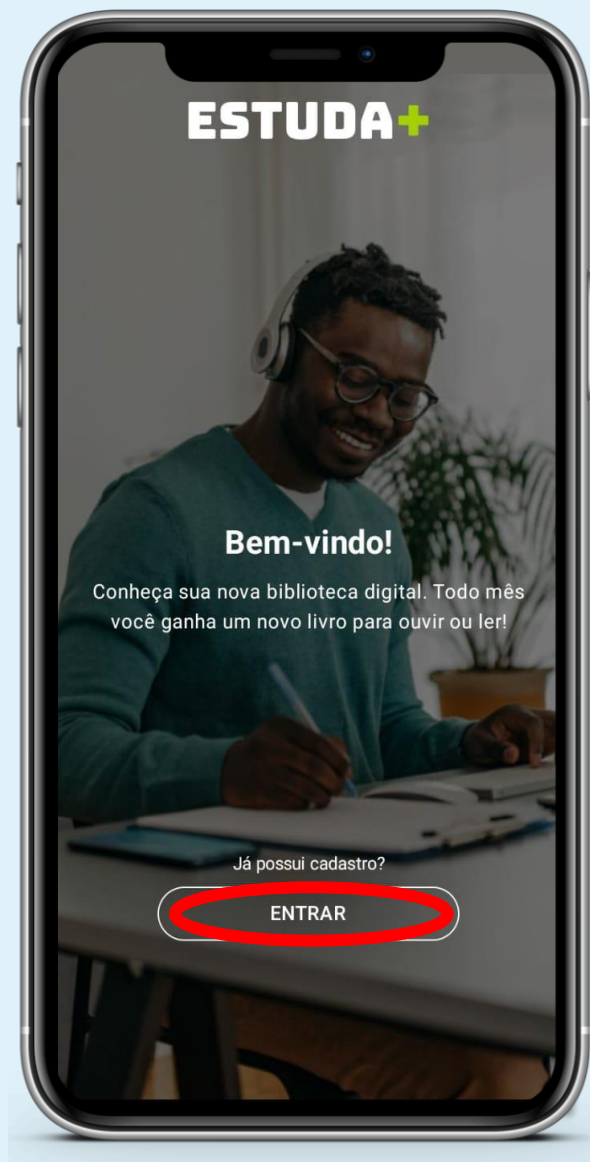 ESTUDA+
Bem-vindo!
Conheça sua nova biblioteca digital. Todo mês
você ganha um novo livro para ouvir ou ler!
Já possui cadastro?
ENTRAR